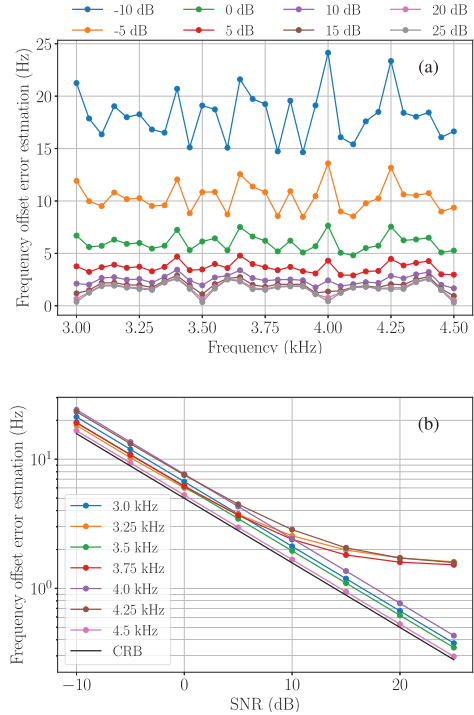 -10 dB 0 dB 10 dB 20 dB
-5 dB 5 dB 15 dB 25 dB
(a)
Frequency offset error estmation (Hz)
25
20
15
10
5
0
3.00 3.25 3.50 3.75 4.00 4.25 4.50
Frequency (kHz)
(b)
Frequency offset error estmation (Hz)
10¹
10⁰
3.0 kHz
3.25 kHz
3.5 kHz
3.75 kHz
4.0 kHz
4.25 kHz
4.5 kHz
CRB
−10 0 10 20
SNR (dB)